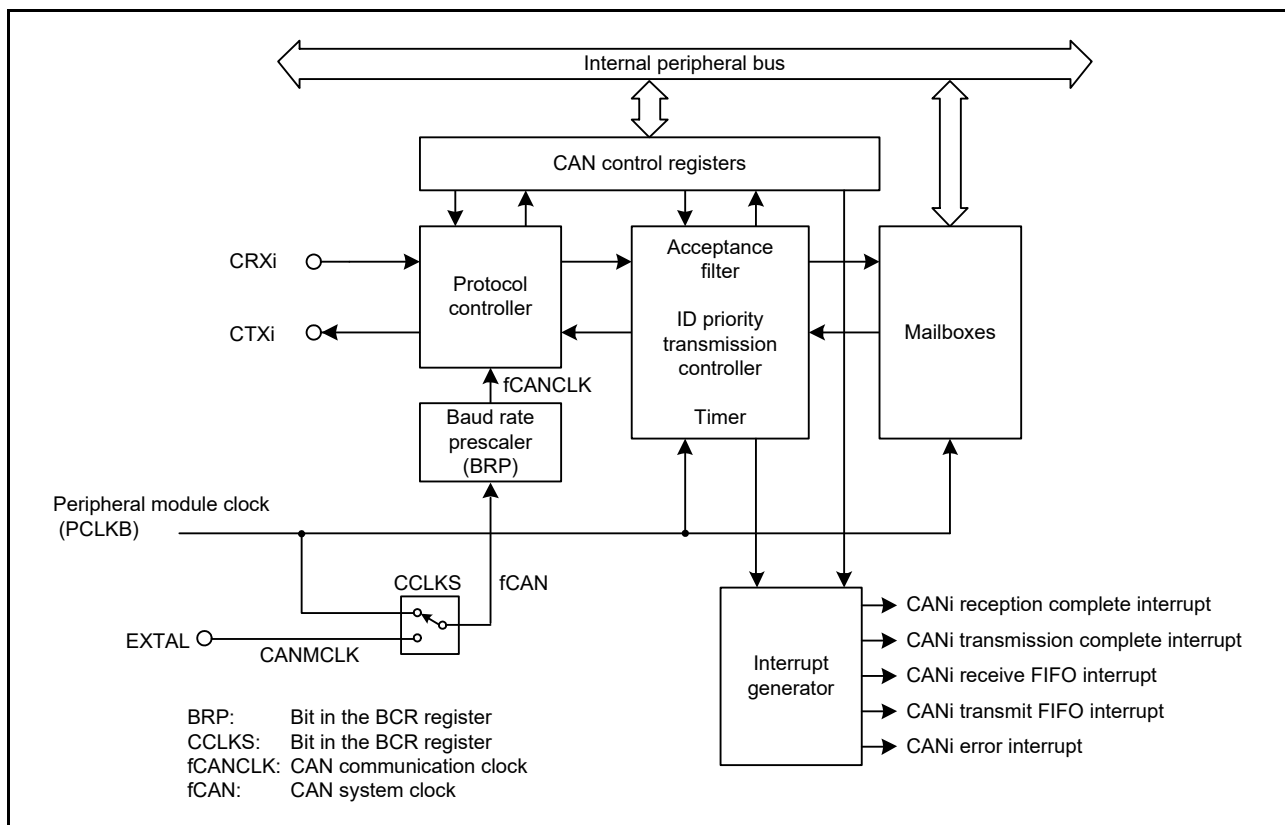 Internal peripheral bus
CAN control registers
CRXi
CTXi
Protocol
controller
Acceptance
filter
ID priority
transmission
controller
Timer
Mailboxes
fCANCLK
Baud rate
prescaler
(BRP)
Peripheral module clock
(PCLKB)
CCLKS
fCAN
EXTAL
CANMCLK
Interrupt
generator
CANi reception complete interrupt
CANi transmission complete interrupt
CANi receive FIFO interrupt
CANi transmit FIFO interrupt
CANi error interrupt
BRP: Bit in the BCR register
CCLKS: Bit in the BCR register
fCANCLK: CAN communication clock
fCAN: CAN system clock